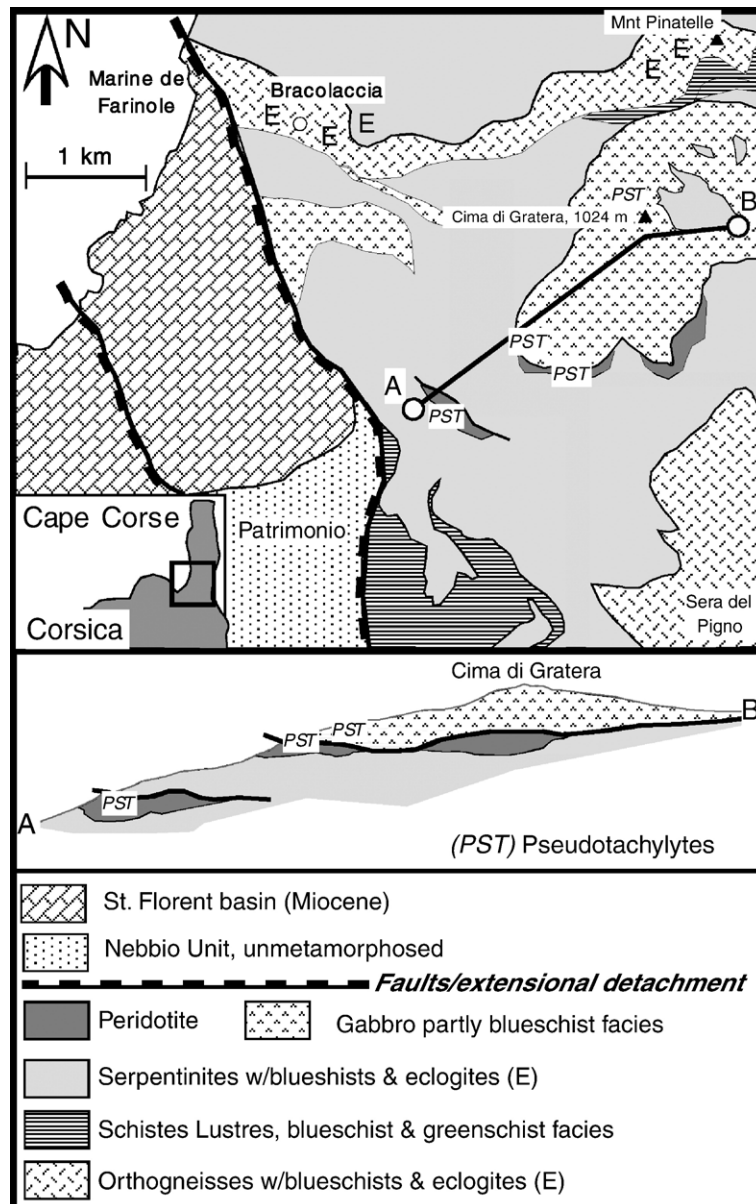 N
Mnt Pinatelle
Marine de
Farinole
E
E
Bracolaccia
E
E
E
1 km
PST
B
Cima di Gratera, 1024 m
PST
A
PST
PST
Cape Corse
Patrimonio
Corsica
Sera del
Pigno
Cima di Gratera
B
PST
PST
PST
A
(PST) Pseudotachylytes
St. Florent basin (Miocene)
Nebbio Unit, unmetamorphosed
Faults/extensional detachment
Peridotite
Gabbro partly blueschist facies
Serpentinites w/blueshists & eclogites (E)
Schistes Lustres, blueschist & greenschist facies
Orthogneisses w/blueschists & eclogites (E)